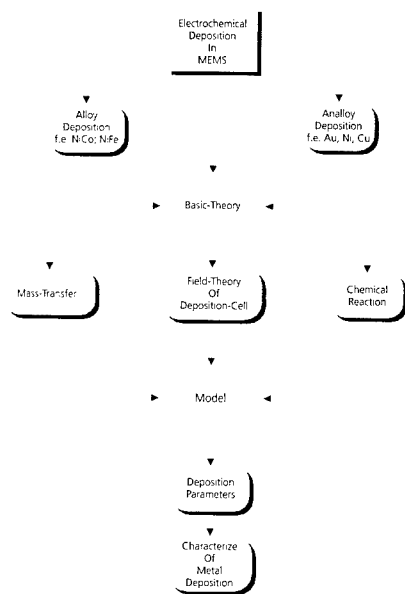 Electrochemical
Deposition
In
MEMS
Alloy
Deposition
f.e. NiCo; NiFe
Analloy
Deposition
f.e. Au, Ni, Cu
Basic-Theory
Mass-Transfer
Field-Theory
Of
Deposition-Cell
Chemical
Reaction
Model
Deposition
Parameters
Characterize
Of
Metal
Deposition